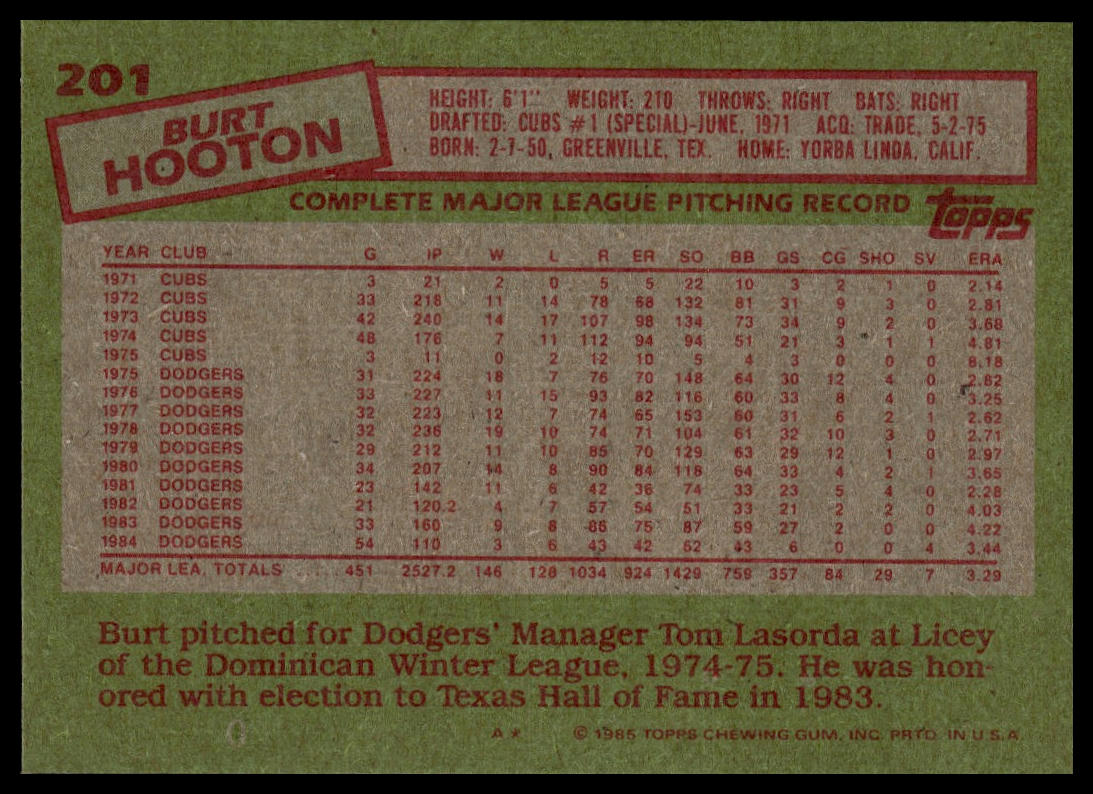 201
BURT
HOOTON
HEIGHT: 6'1" WEIGHT: 210 THROWS: RIGHT BATS: RIGHT
DRAFTED: CUBS #1 (SPECIAL)-JUNE, 1971 ACQ: TRADE, 5-2-75
BORN: 2-7-50, GREENVILLE, TEX. HOME: YORBA LINDA, CALIF.
COMPLETE MAJOR LEAGUE PITCHING RECORD
topps
YEAR CLUB G IP W L R ER SO BB GS CG SHO SV ERA
1971 CUBS 3 21 2 0 5 5 22 10 3 2 1 0 2.14
1972 CUBS 33 218 11 14 78 68 132 81 31 9 3 0 2.81
1973 CUBS 42 240 14 17 107 98 134 73 34 9 2 0 3.68
1974 CUBS 48 176 7 11 112 94 94 51 21 3 1 1 4.81
1975 CUBS 3 11 0 2 12 10 5 4 3 0 0 0 8.18
1975 DODGERS 31 224 18 7 76 70 148 64 30 12 4 0 2.82
1976 DODGERS 33 227 11 15 93 82 116 60 33 8 4 0 3.25
1977 DODGERS 32 223 12 7 74 65 153 60 31 6 2 1 2.62
1978 DODGERS 32 236 19 10 74 71 104 61 32 10 3 0 2.71
1979 DODGERS 29 212 11 10 85 70 129 63 29 12 1 0 2.97
1980 DODGERS 34 207 14 8 90 84 118 64 33 4 2 1 3.65
1981 DODGERS 23 142 11 6 42 36 74 33 23 5 4 0 2.28
1982 DODGERS 21 120.2 4 7 57 54 51 33 21 2 2 0 4.03
1983 DODGERS 33 160 9 8 86 75 87 59 27 2 0 0 4.22
1984 DODGERS 54 110 3 6 43 42 62 43 6 0 0 4 3.44
MAJOR LEA. TOTALS 451 2527.2 146 128 1034 924 1429 759 357 84 29 7 3.29
Burt pitched for Dodgers' Manager Tom Lasorda at Licey
of the Dominican Winter League, 1974-75. He was hon-
ored with election to Texas Hall of Fame in 1983.
A* © 1985 TOPPS CHEWING GUM, INC. PRTD. IN U.S.A.